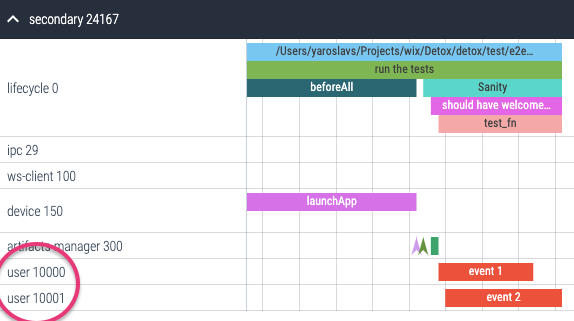 secondary 24167
/Users/yaroslavs/Projects/wix/Detox/detox/test/e2e...
run the tests
lifecycle 0
beforeAll
Sanity
should have welcome...
test_fn
ipc 29
ws-client 100
device 150
launchApp
artifacts manager 300
user 10000
event 1
user 10001
event 2